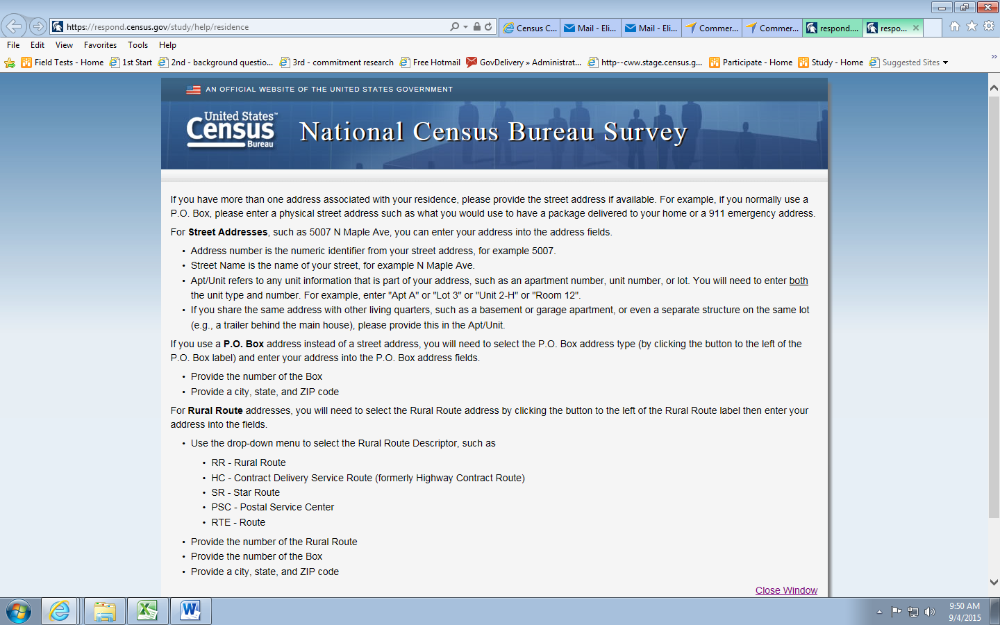 https://respond.census.gov/study/help/residence
Census C...
Mail - Eli...
Mail - Eli...
Commer...
Commer...
respond....
respo...
File Edit View Favorites Tools Help
Field Tests - Home
1st Start
2nd - background questio...
3rd - commitment research
Free Hotmail
GovDelivery » Administrat...
http--cww.stage.census.g...
Participate - Home
Study - Home
Suggested Sites
AN OFFICIAL WEBSITE OF THE UNITED STATES GOVERNMENT
United States™
Census
Bureau
National Census Bureau Survey
If you have more than one address associated with your residence, please provide the street address if available. For example, if you normally use a
P.O. Box, please enter a physical street address such as what you would use to have a package delivered to your home or a 911 emergency address.
For Street Addresses, such as 5007 N Maple Ave, you can enter your address into the address fields.
• Address number is the numeric identifier from your street address, for example 5007.
• Street Name is the name of your street, for example N Maple Ave.
• Apt/Unit refers to any unit information that is part of your address, such as an apartment number, unit number, or lot. You will need to enter both
the unit type and number. For example, enter "Apt A" or "Lot 3" or "Unit 2-H" or "Room 12".
• If you share the same address with other living quarters, such as a basement or garage apartment, or even a separate structure on the same lot
(e.g., a trailer behind the main house), please provide this in the Apt/Unit.
If you use a P.O. Box address instead of a street address, you will need to select the P.O. Box address type (by clicking the button to the left of the
P.O. Box label) and enter your address into the P.O. Box address fields.
• Provide the number of the Box
• Provide a city, state, and ZIP code
For Rural Route addresses, you will need to select the Rural Route address by clicking the button to the left of the Rural Route label then enter your
address into the fields.
• Use the drop-down menu to select the Rural Route Descriptor, such as
• RR - Rural Route
• HC - Contract Delivery Service Route (formerly Highway Contract Route)
• SR - Star Route
• PSC - Postal Service Center
• RTE - Route
• Provide the number of the Rural Route
• Provide the number of the Box
• Provide a city, state, and ZIP code
Close Window
9:50 AM
9/4/2015